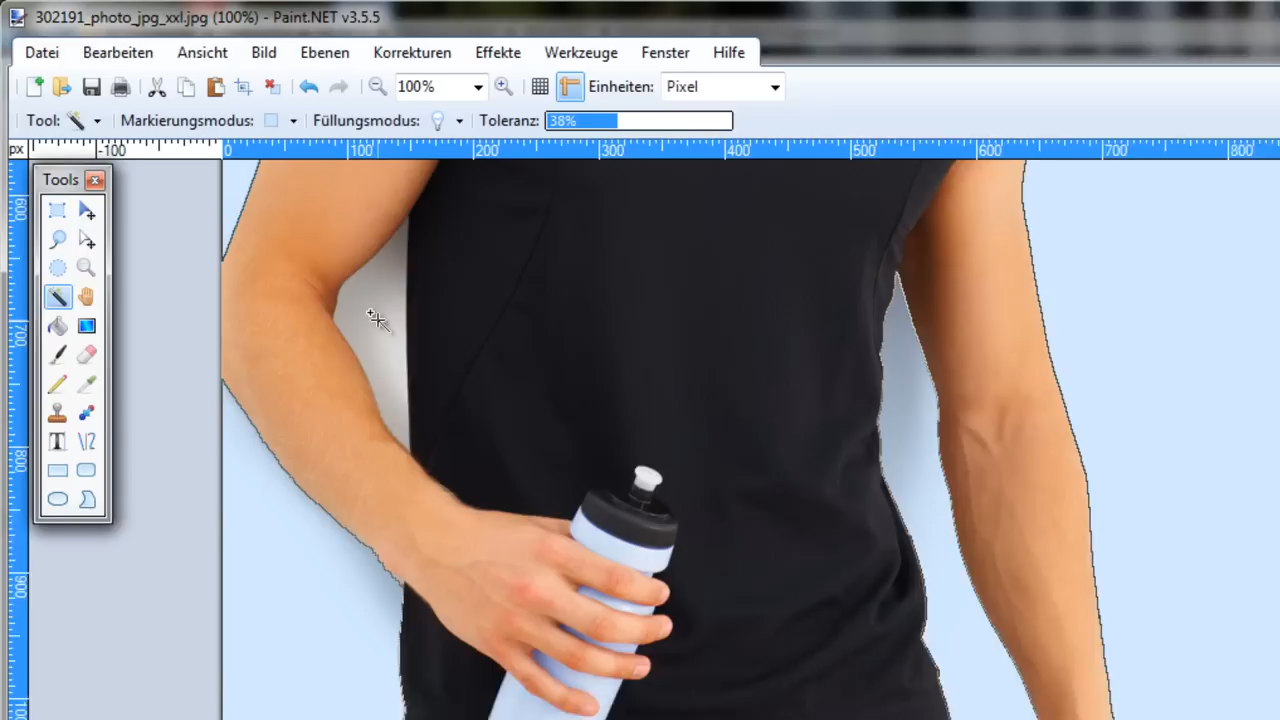 302191_photo_jpg_xxl.jpg (100%) - Paint.NET v3.5.5
Datei Bearbeiten Ansicht Bild Ebenen Korrekturen Effekte Werkzeuge Fenster Hilfe
100% Einheiten: Pixel
Tool: Markierungsmodus: Füllungsmodus: Toleranz: 38%
px -100 0 100 200 300 400 500 600 700 800
Tools
600
700
800
900